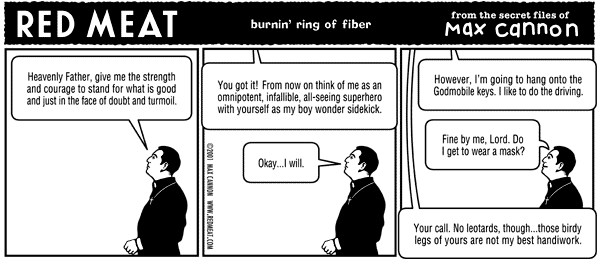 RED MEAT
burnin' ring of fiber
from the secret files of
Max cannon
Heavenly Father, give me the strength
and courage to stand for what is good
and just in the face of doubt and turmoil.
You got it! From now on think of me as an
omnipotent, infallible, all-seeing superhero
with yourself as my boy wonder sidekick.
Okay...I will.
©2001 MAX CANNON WWW.REDMEAT.COM
However, I'm going to hang onto the
Godmobile keys. I like to do the driving.
Fine by me, Lord. Do
I get to wear a mask?
Your call. No leotards, though...those birdy
legs of yours are not my best handiwork.